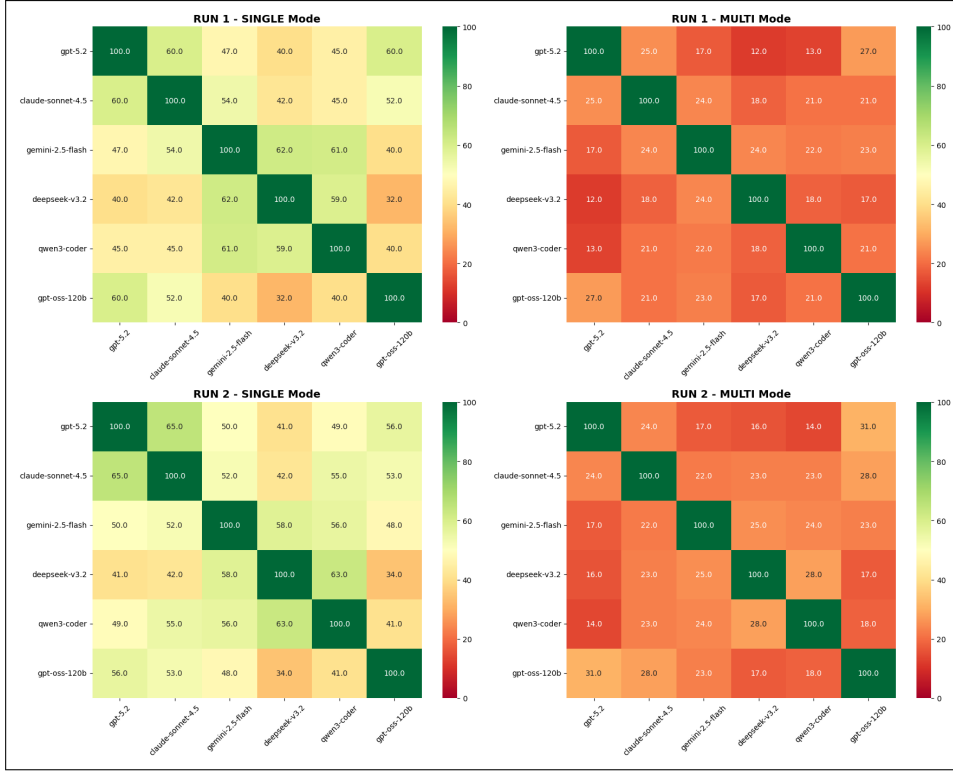 RUN 1 - SINGLE Mode
gpt-5.2 100.0 60.0 47.0 40.0 45.0 60.0
claude-sonnet-4.5 60.0 100.0 54.0 42.0 45.0 52.0
gemini-2.5-flash 47.0 54.0 100.0 62.0 61.0 40.0
deepseek-v3.2 40.0 42.0 62.0 100.0 59.0 32.0
qwen3-coder 45.0 45.0 61.0 59.0 100.0 40.0
gpt-oss-120b 60.0 52.0 40.0 32.0 40.0 100.0
gpt-5.2 claude-sonnet-4.5 gemini-2.5-flash deepseek-v3.2 qwen3-coder gpt-oss-120b
100
80
60
40
20
0
RUN 1 - MULTI Mode
gpt-5.2 100.0 25.0 17.0 12.0 13.0 27.0
claude-sonnet-4.5 25.0 100.0 24.0 18.0 21.0 21.0
gemini-2.5-flash 17.0 24.0 100.0 24.0 22.0 23.0
deepseek-v3.2 12.0 18.0 24.0 100.0 18.0 17.0
qwen3-coder 13.0 21.0 22.0 18.0 100.0 21.0
gpt-oss-120b 27.0 21.0 23.0 17.0 21.0 100.0
gpt-5.2 claude-sonnet-4.5 gemini-2.5-flash deepseek-v3.2 qwen3-coder gpt-oss-120b
100
80
60
40
20
0
RUN 2 - SINGLE Mode
gpt-5.2 100.0 65.0 50.0 41.0 49.0 56.0
claude-sonnet-4.5 65.0 100.0 52.0 42.0 55.0 53.0
gemini-2.5-flash 50.0 52.0 100.0 58.0 56.0 48.0
deepseek-v3.2 41.0 42.0 58.0 100.0 63.0 34.0
qwen3-coder 49.0 55.0 56.0 63.0 100.0 41.0
gpt-oss-120b 56.0 53.0 48.0 34.0 41.0 100.0
gpt-5.2 claude-sonnet-4.5 gemini-2.5-flash deepseek-v3.2 qwen3-coder gpt-oss-120b
100
80
60
40
20
0
RUN 2 - MULTI Mode
gpt-5.2 100.0 24.0 17.0 16.0 14.0 31.0
claude-sonnet-4.5 24.0 100.0 22.0 23.0 23.0 28.0
gemini-2.5-flash 17.0 22.0 100.0 25.0 24.0 23.0
deepseek-v3.2 16.0 23.0 25.0 100.0 28.0 17.0
qwen3-coder 14.0 23.0 24.0 28.0 100.0 18.0
gpt-oss-120b 31.0 28.0 23.0 17.0 18.0 100.0
gpt-5.2 claude-sonnet-4.5 gemini-2.5-flash deepseek-v3.2 qwen3-coder gpt-oss-120b
100
80
60
40
20
0